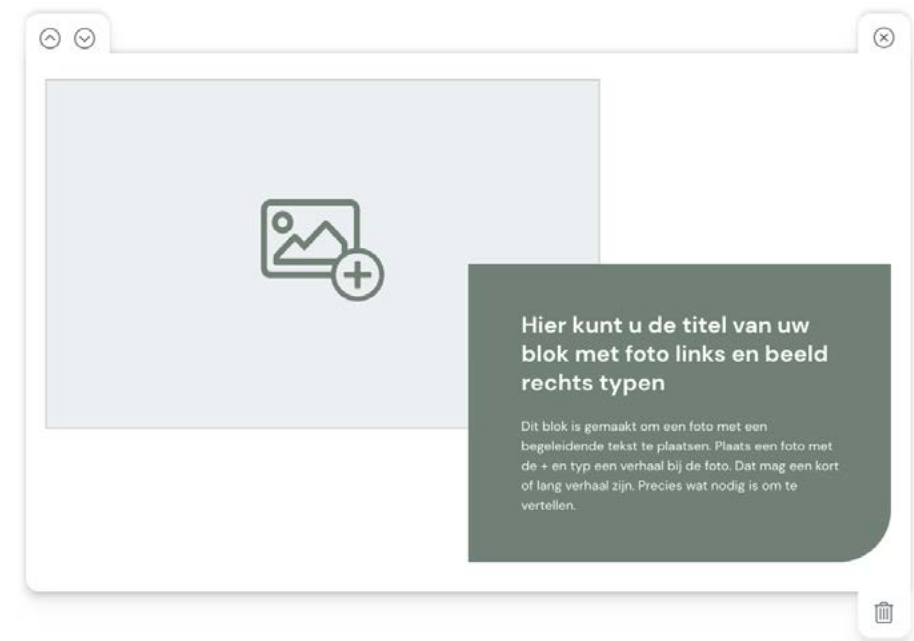 Hier kunt u de titel van uw
blok met foto links en beeld
rechts typen
Dit blok is gemaakt om een foto met een
begeleidende tekst te plaatsen. Plaats een foto met
de + en typ een verhaal bij de foto. Dat mag een kort
of lang verhaal zijn. Precies wat nodig is om te
vertellen.